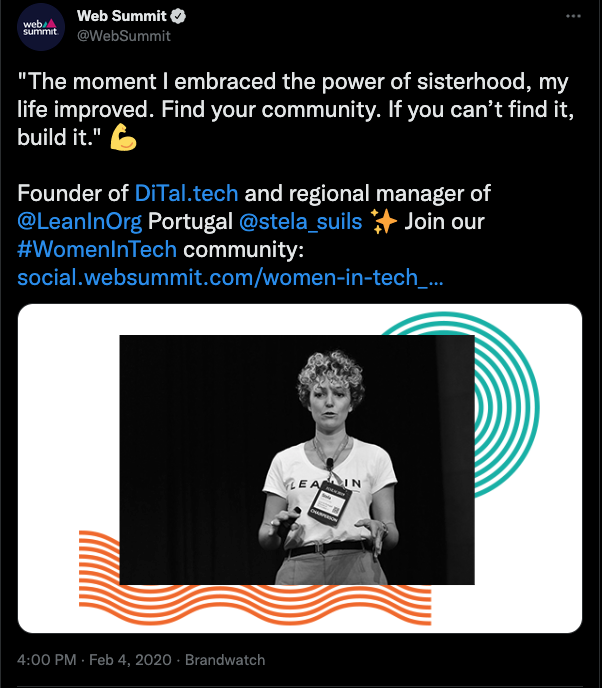 web
summit
Web Summit
@WebSummit
"The moment I embraced the power of sisterhood, my
life improved. Find your community. If you can’t find it,
build it." 💪
Founder of DiTal.tech and regional manager of
@LeanInOrg Portugal @stela_suils ✨ Join our
#WomenInTech community:
social.websummit.com/women-in-tech_…
LEAN IN
CHAIRPERSON
4:00 PM · Feb 4, 2020 · Brandwatch